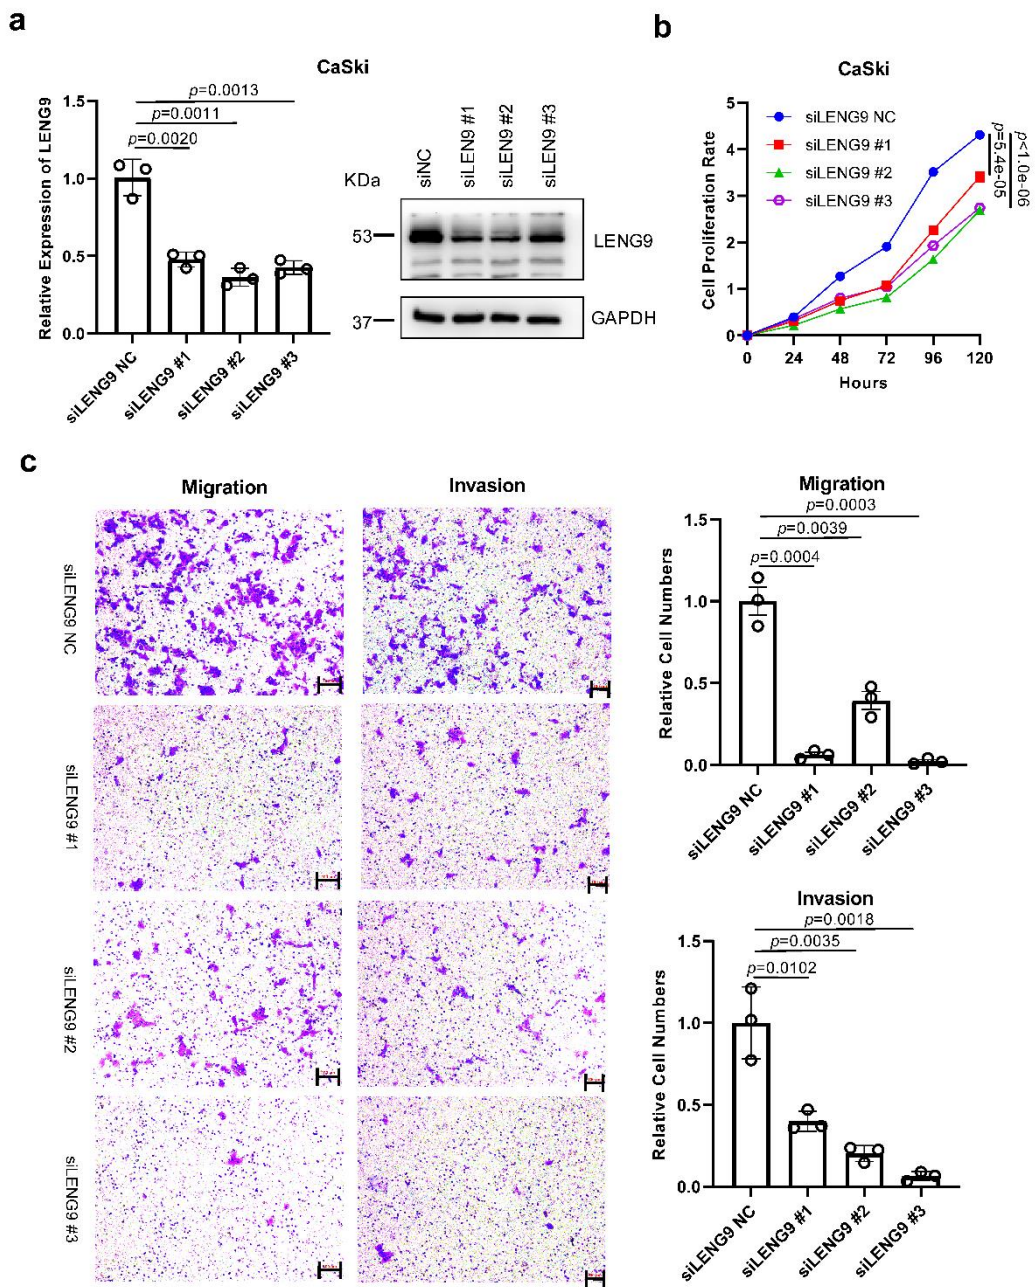 a
CaSki
Relative Expression of LENG9
1.5
1.0
0.5
0.0
p=0.0013
p=0.0011
p=0.0020
siLENG9 NC
siLENG9 #1
siLENG9 #2
siLENG9 #3
KDa
siNC
siLEN9 #1
siLEN9 #2
siLEN9 #3
53
LENG9
37
GAPDH
b
CaSki
Cell Proliferation Rate
5
4
3
2
1
0
siLENG9 NC
siLENG9 #1
siLENG9 #2
siLENG9 #3
p<1.0e-06
p=5.4e-05
0 24 48 72 96 120
Hours
c
Migration
Invasion
siLENG9 NC
siLENG9 #1
siLENG9 #2
siLENG9 #3
Migration
Relative Cell Numbers
1.5
1.0
0.5
0.0
p=0.0003
p=0.0039
p=0.0004
siLENG9 NC
siLENG9 #1
siLENG9 #2
siLENG9 #3
Invasion
Relative Cell Numbers
1.5
1.0
0.5
0.0
p=0.0018
p=0.0035
p=0.0102
siLENG9 NC
siLENG9 #1
siLENG9 #2
siLENG9 #3